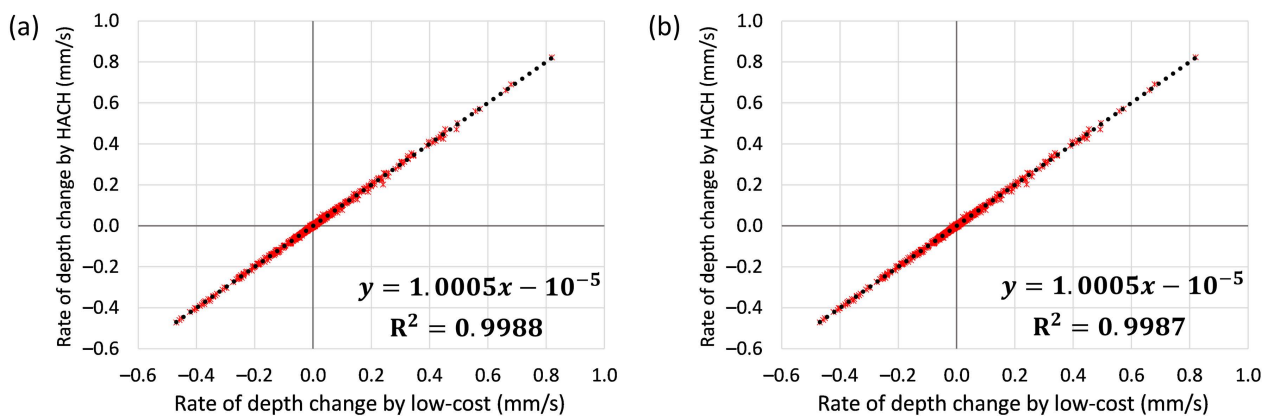 (a)
Rate of depth change by HACH (mm/s)
1.0
0.8
0.6
0.4
0.2
0.0
−0.2
−0.4
−0.6
y = 1.0005x − 10⁻⁵
R² = 0.9988
−0.6 −0.4 −0.2 0.0 0.2 0.4 0.6 0.8 1.0
Rate of depth change by low-cost (mm/s)
(b)
Rate of depth change by HACH (mm/s)
1.0
0.8
0.6
0.4
0.2
0.0
−0.2
−0.4
−0.6
y = 1.0005x − 10⁻⁵
R² = 0.9987
−0.6 −0.4 −0.2 0.0 0.2 0.4 0.6 0.8 1.0
Rate of depth change by low-cost (mm/s)